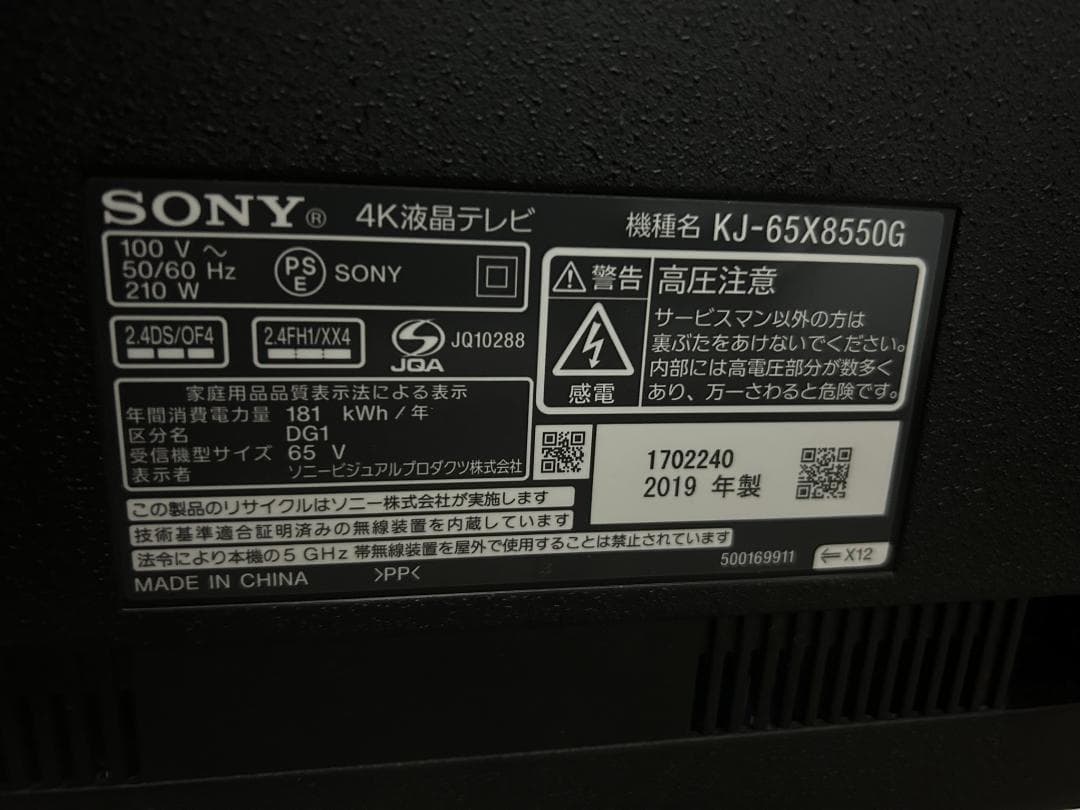 SONY® 4K液晶テレビ 機種名 KJ-65X8550G
100 V ～
50/60 Hz
210 W
PS
E
SONY
2.4DS/OF4
2.4FH1/XX4
JQA
JQ10288
警告 高圧注意
感電
サービスマン以外の方は
裏ぶたをあけないでください。
内部には高電圧部分が数多く
あり、万一さわると危険です。
家庭用品品質表示法による表示
年間消費電力量 181 kWh / 年
区分名 DG1
受信機型サイズ 65 V
表示者 ソニービジュアルプロダクツ株式会社
1702240
2019 年製
この製品のリサイクルはソニー株式会社が実施します
技術基準適合証明済みの無線装置を内蔵しています
法令により本機の5 GHz 帯無線装置を屋外で使用することは禁止されています
MADE IN CHINA >PP<
500169911
⇐X12